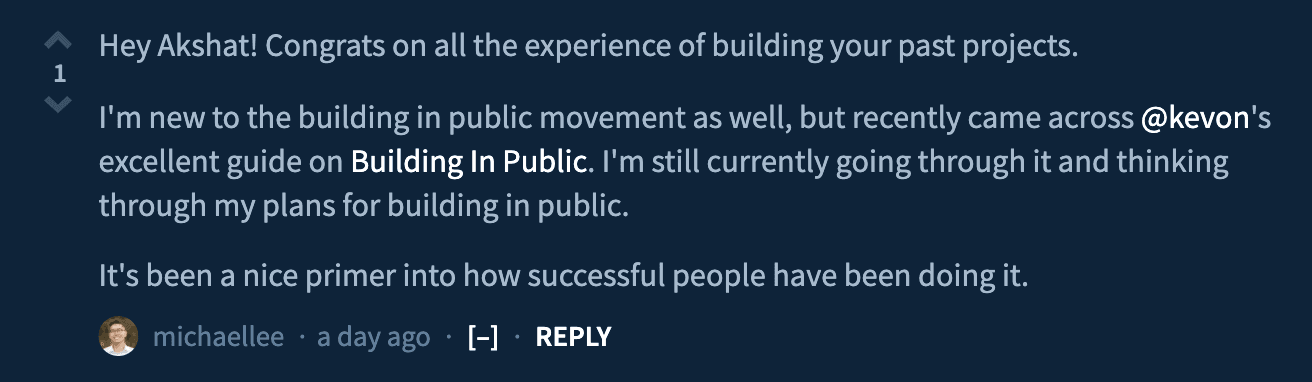 Hey Akshat! Congrats on all the experience of building your past projects.
1
I'm new to the building in public movement as well, but recently came across @kevon's
excellent guide on Building In Public. I'm still currently going through it and thinking
through my plans for building in public.
It's been a nice primer into how successful people have been doing it.
michaellee · a day ago · [–] · REPLY